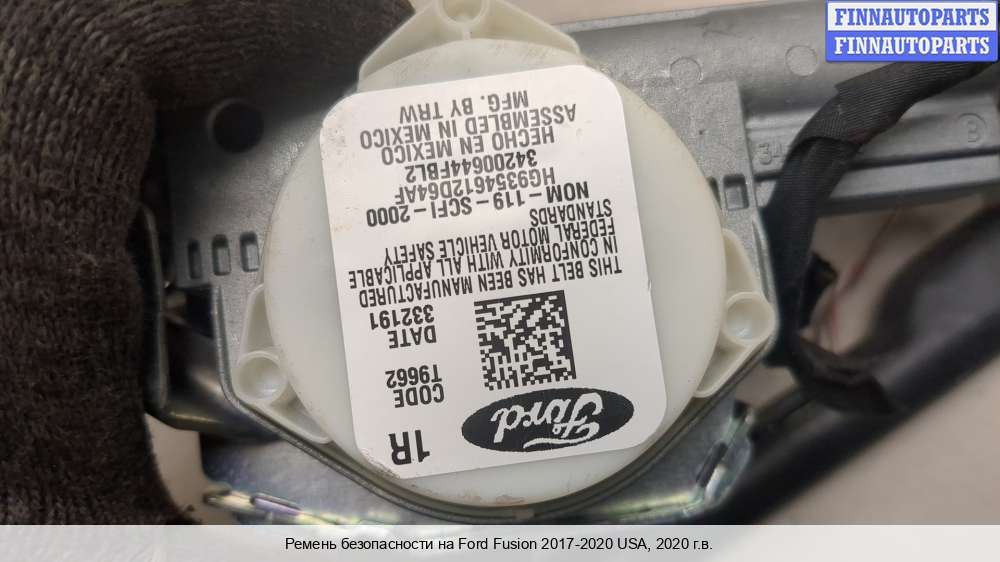 FINNAUTOPARTS
FINNAUTOPARTS
1R
Ford
CODE
T9662
DATE
332191
THIS BELT HAS BEEN MANUFACTURED
IN CONFORMITY WITH ALL APPLICABLE
FEDERAL MOTOR VEHICLE SAFETY
STANDARDS
NOM-119-SCFI-2000
HG9354612D64AF
34200644FBL2
HECHO EN MEXICO
ASSEMBLED IN MEXICO
MFG. BY TRW
B
Ремень безопасности на Ford Fusion 2017-2020 USA, 2020 г.в.